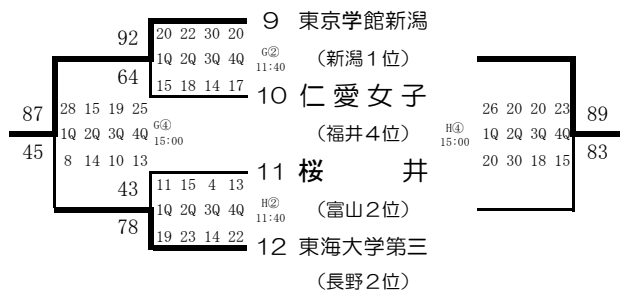 92 20 22 30 20 9 東京学館新潟
1Q 2Q 3Q 4Q G② 11:40 (新潟1位)
64 15 18 14 17 10 仁愛女子
(福井4位)
87 28 15 19 25 26 20 20 23 89
1Q 2Q 3Q 4Q G④ 15:00 H④ 15:00 1Q 2Q 3Q 4Q
45 8 14 10 13 20 30 18 15 83
43 11 15 4 13 11 桜 井
1Q 2Q 3Q 4Q H② 11:40 (富山2位)
78 19 23 14 22 12 東海大学第三
(長野2位)